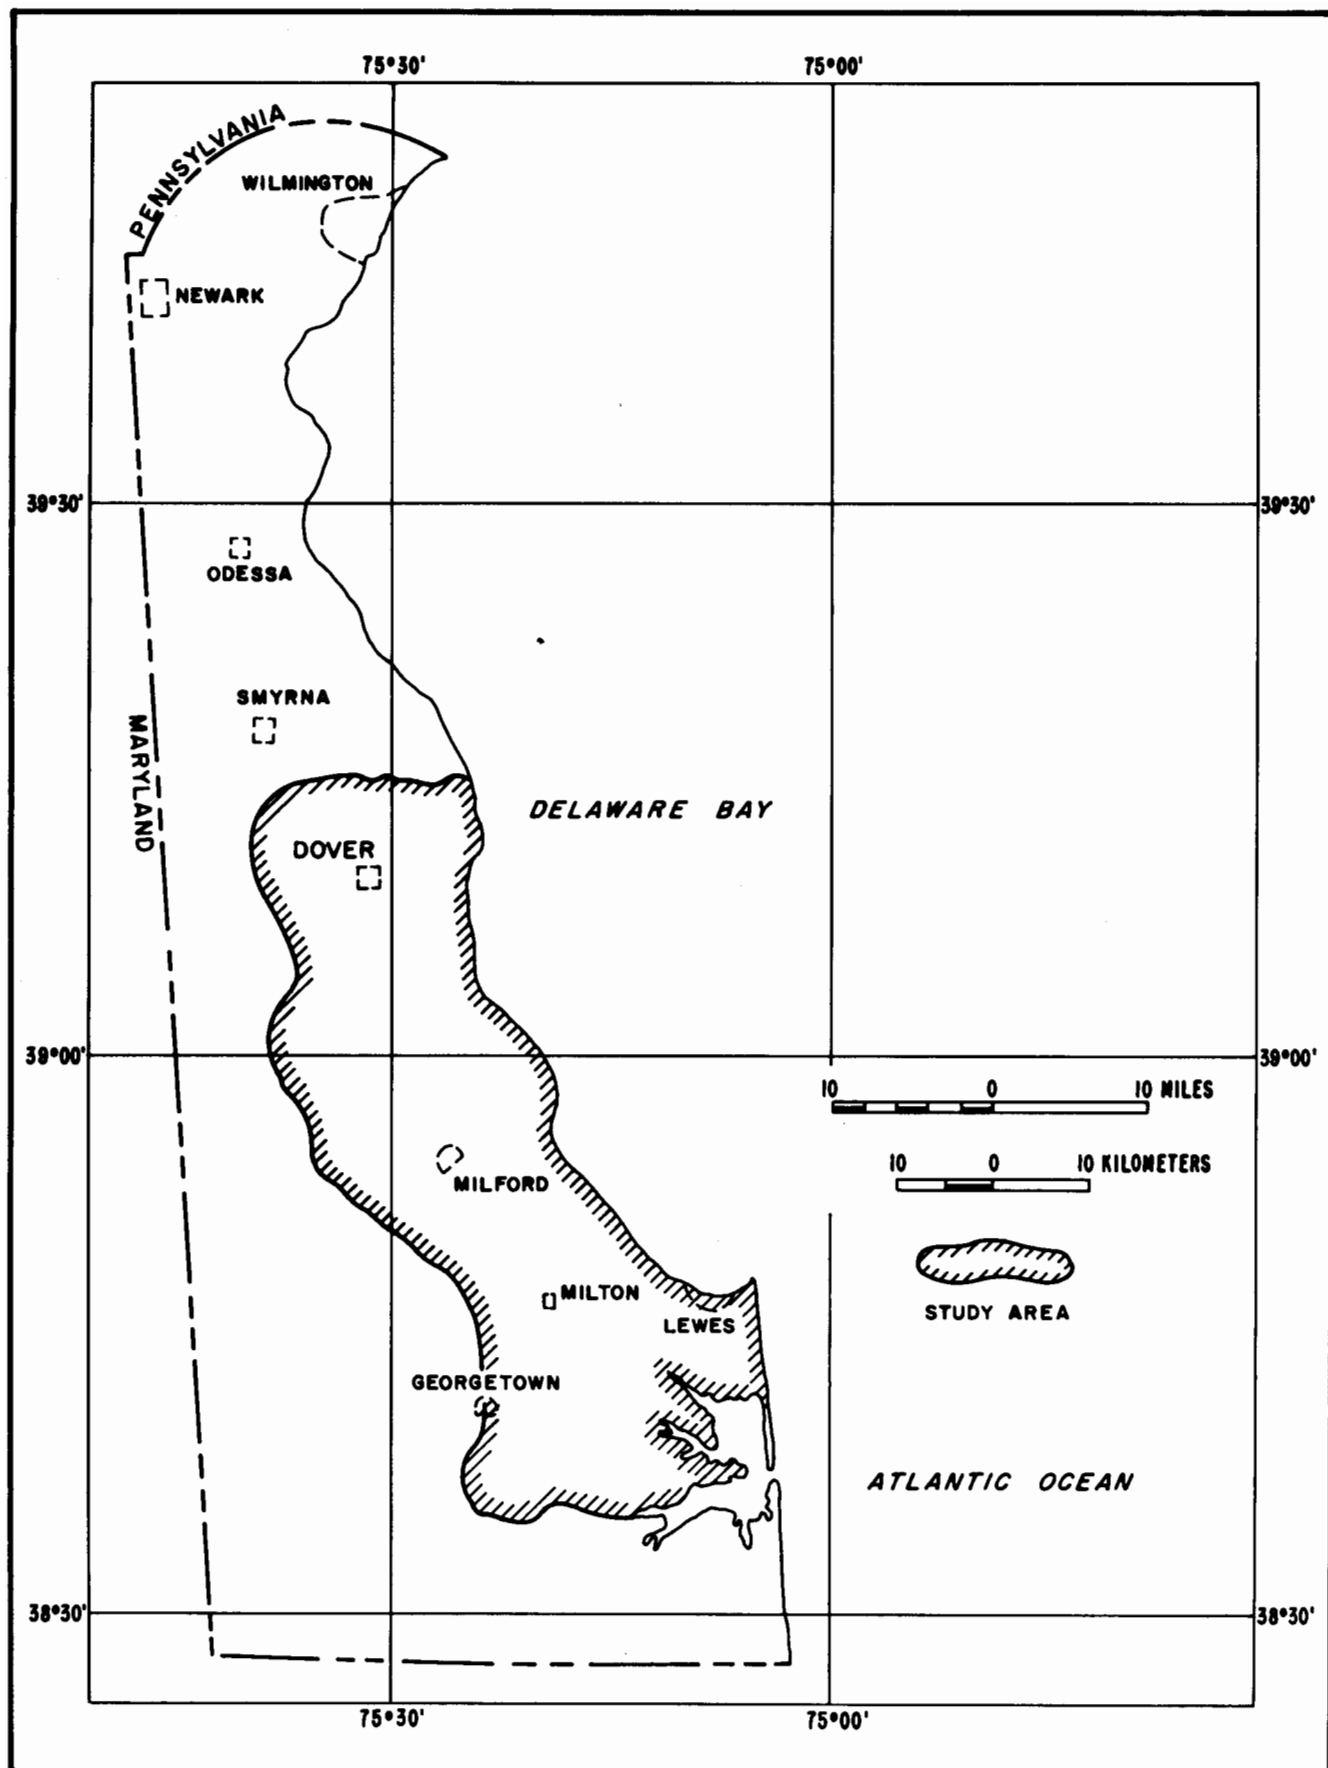 75°30'
75°00'
PENNSYLVANIA
WILMINGTON
NEWARK
39°30'
39°30'
ODESSA
SMYRNA
MARYLAND
DELAWARE BAY
DOVER
39°00'
39°00'
10 0 10 MILES
10 0 10 KILOMETERS
MILFORD
MILTON
STUDY AREA
LEWES
GEORGETOWN
ATLANTIC OCEAN
38°30'
38°30'
75°30'
75°00'